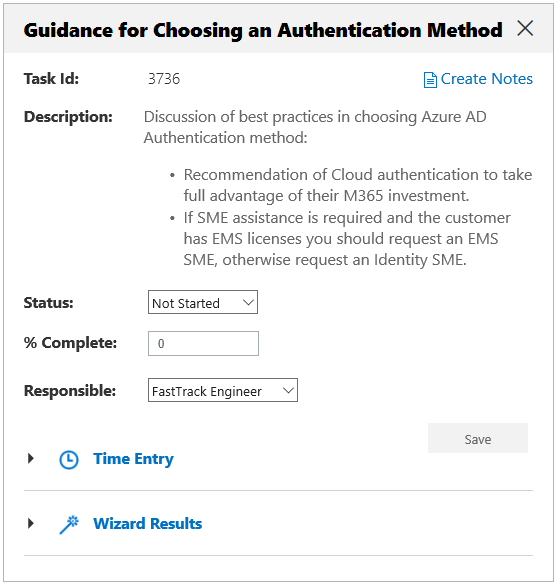 Guidance for Choosing an Authentication Method
Task Id: 3736 Create Notes
Description: Discussion of best practices in choosing Azure AD
Authentication method:
• Recommendation of Cloud authentication to take
full advantage of their M365 investment.
• If SME assistance is required and the customer
has EMS licenses you should request an EMS
SME, otherwise request an Identity SME.
Status: Not Started
% Complete: 0
Responsible: FastTrack Engineer
Save
Time Entry
Wizard Results